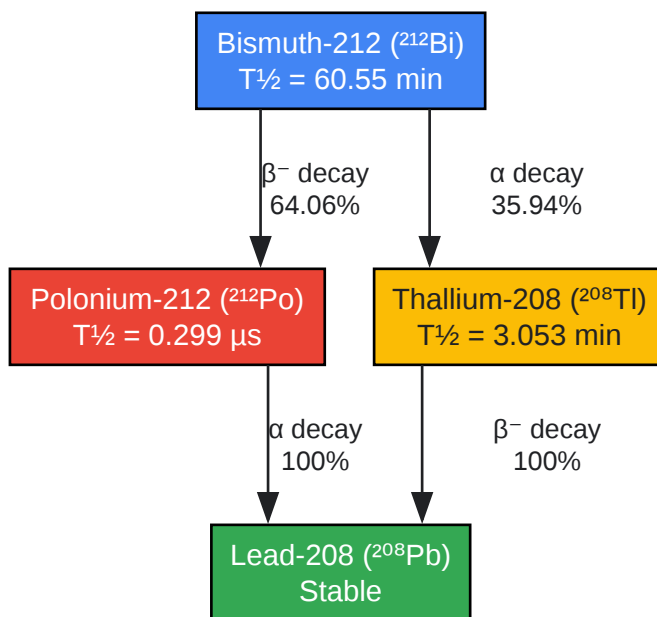 Bismuth-212 (²¹²Bi)
T½ = 60.55 min
β⁻ decay
64.06%
α decay
35.94%
Polonium-212 (²¹²Po)
T½ = 0.299 µs
Thallium-208 (²⁰⁸Tl)
T½ = 3.053 min
α decay
100%
β⁻ decay
100%
Lead-208 (²⁰⁸Pb)
Stable